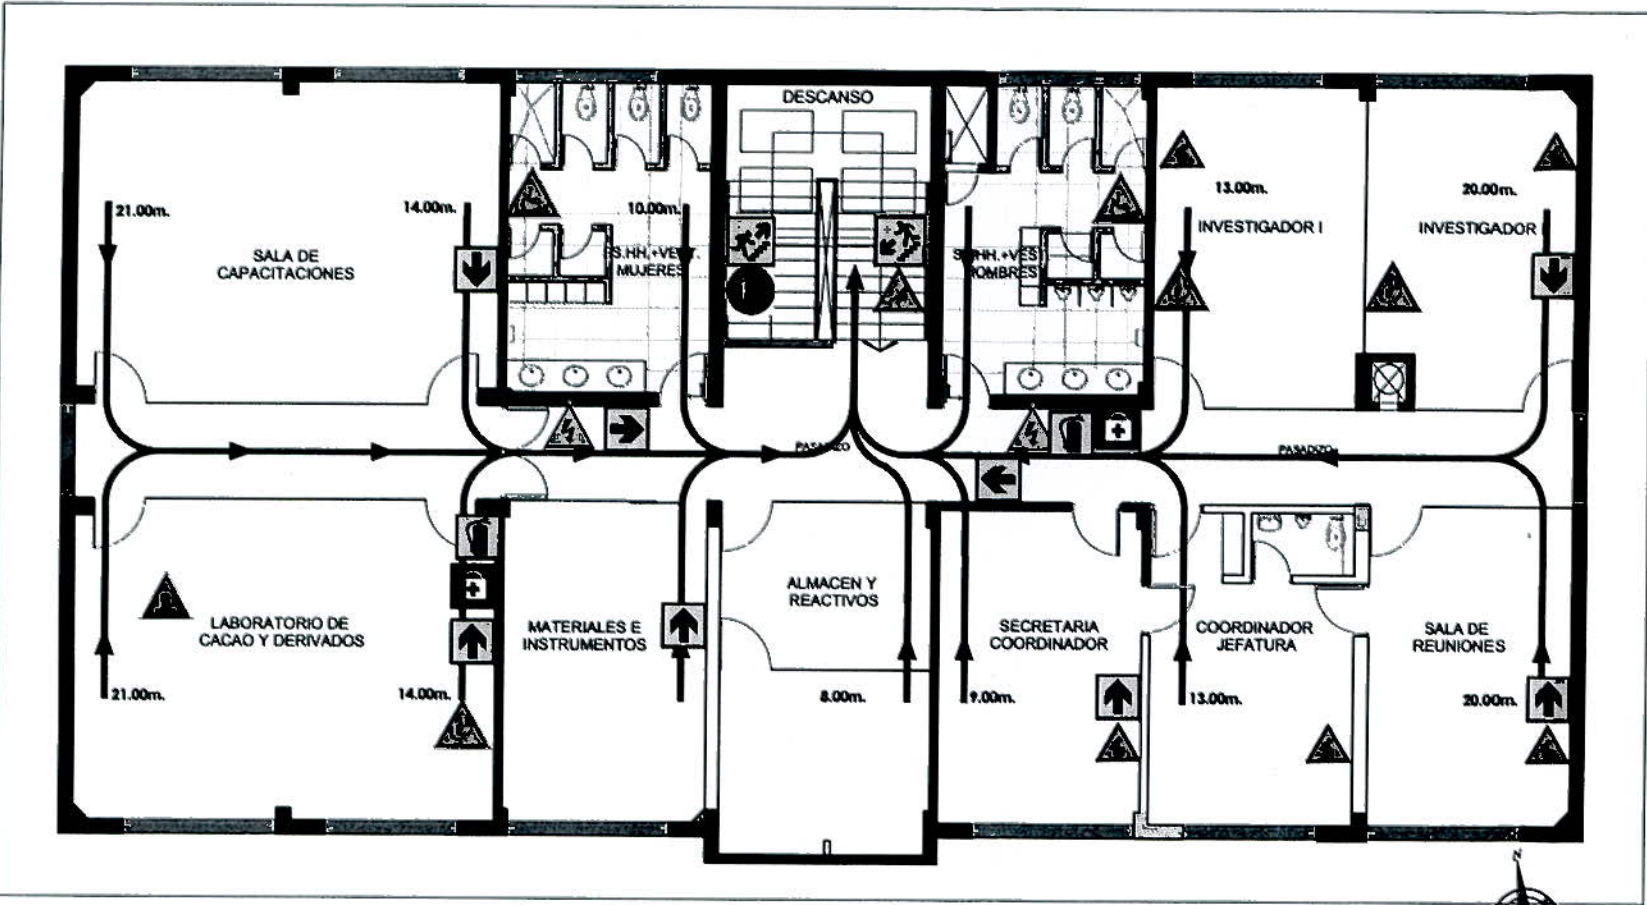 DESCANSO
21.00m.
14.00m.
10.00m.
13.00m.
20.00m.
SALA DE
CAPACITACIONES
S.HH.+VEST.
MUJERES
S.HH.+VEST
HOMBRES
INVESTIGADOR I
INVESTIGADOR
PASADIZO
PASADIZO
LABORATORIO DE
CACAO Y DERIVADOS
MATERIALES E
INSTRUMENTOS
ALMACEN Y
REACTIVOS
SECRETARIA
COORDINADOR
COORDINADOR
JEFATURA
SALA DE
REUNIONES
21.00m.
14.00m.
8.00m.
9.00m.
13.00m.
20.00m.
N